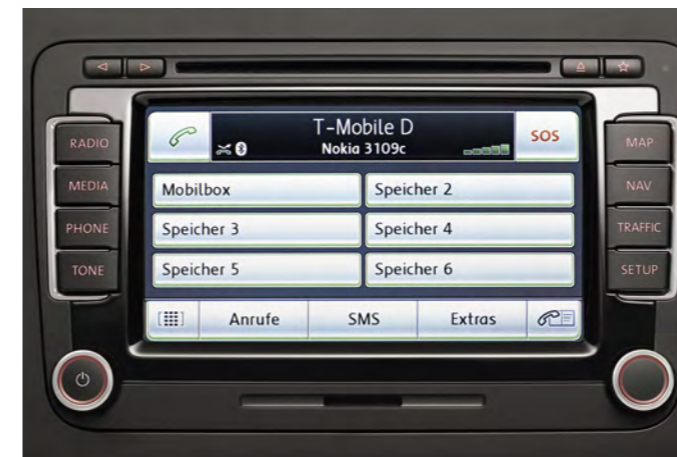 RADIO
MEDIA
PHONE
TONE
T-Mobile D
Nokia 3109c
SOS
Mobilbox
Speicher 2
Speicher 3
Speicher 4
Speicher 5
Speicher 6
Anrufe
SMS
Extras
MAP
NAV
TRAFFIC
SETUP